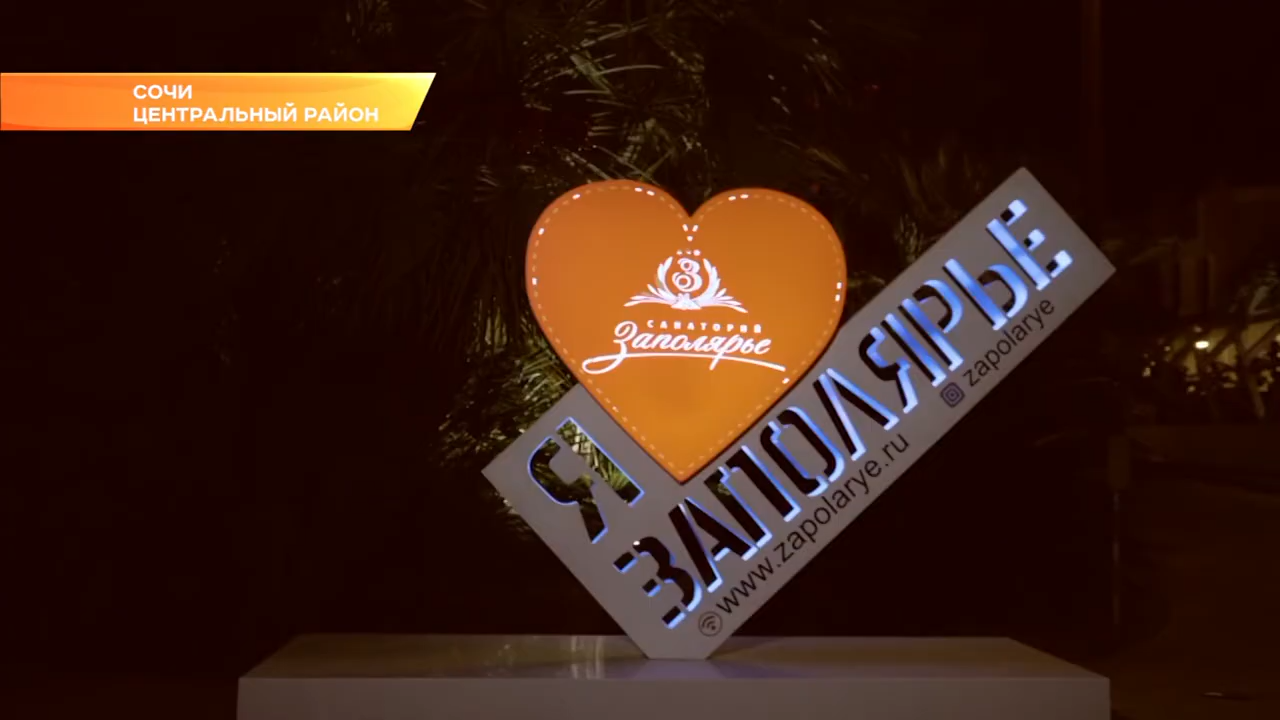 СОЧИ
ЦЕНТРАЛЬНЫЙ РАЙОН
З
САНАТОРИЙ
Заполярье
Я
ЗАПОЛЯРЬЕ
www.zapolarye.ru
zapolarye